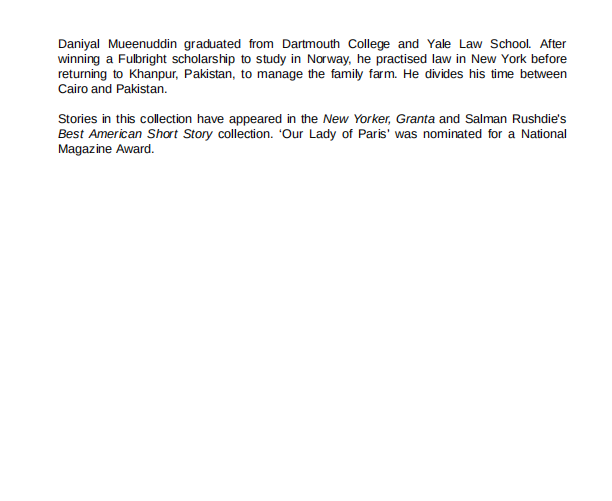 Daniyal Mueenuddin graduated from Dartmouth College and Yale Law School. After
winning a Fulbright scholarship to study in Norway, he practised law in New York before
returning to Khanpur, Pakistan, to manage the family farm. He divides his time between
Cairo and Pakistan.
Stories in this collection have appeared in the New Yorker, Granta and Salman Rushdie's
Best American Short Story collection. ‘Our Lady of Paris’ was nominated for a National
Magazine Award.